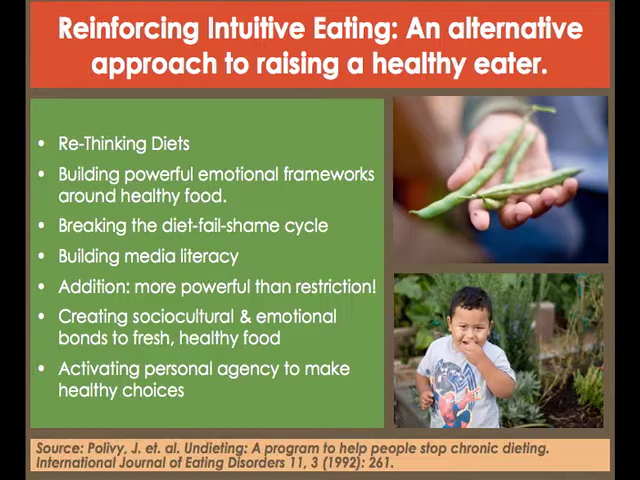 Reinforcing Intuitive Eating: An alternative
approach to raising a healthy eater.
• Re-Thinking Diets
• Building powerful emotional frameworks
around healthy food.
• Breaking the diet-fail-shame cycle
• Building media literacy
• Addition: more powerful than restriction!
• Creating sociocultural & emotional
bonds to fresh, healthy food
• Activating personal agency to make
healthy choices
Source: Polivy, J. et. al. Undieting: A program to help people stop chronic dieting.
International Journal of Eating Disorders 11, 3 (1992): 261.